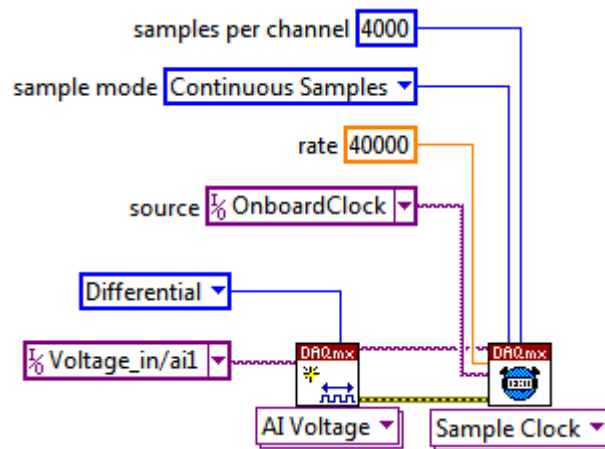 samples per channel 4000
sample mode Continuous Samples
rate 40000
source I/O OnboardClock
Differential
I/O Voltage_in/ai1
DAQmx DAQmx
AI Voltage Sample Clock